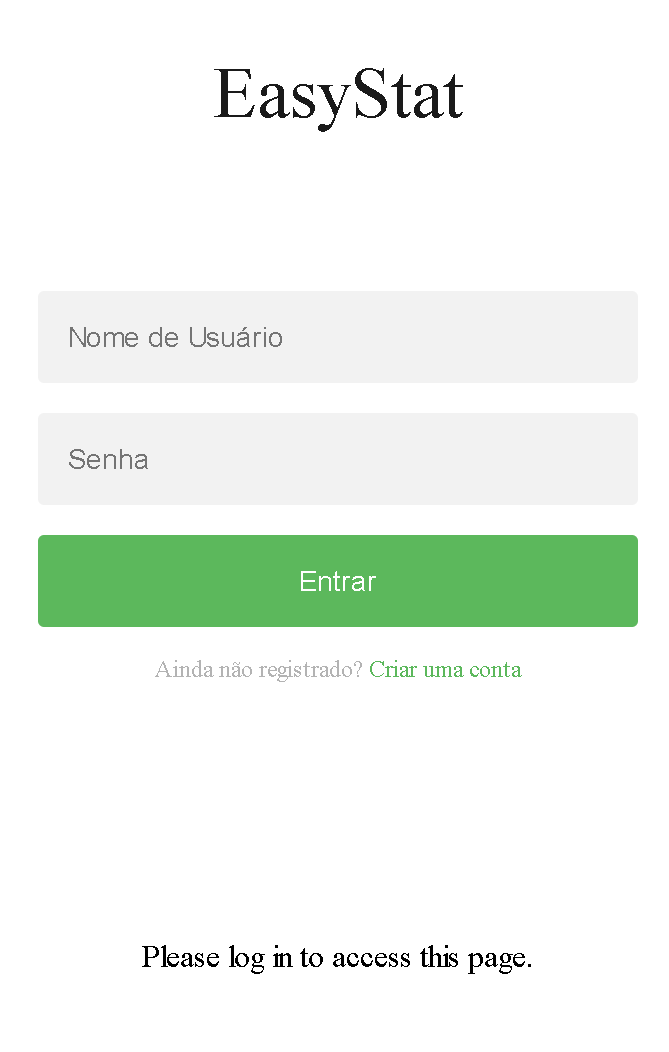 EasyStat
Nome de Usuário
Senha
Entrar
Ainda não registrado? Criar uma conta
Please log in to access this page.